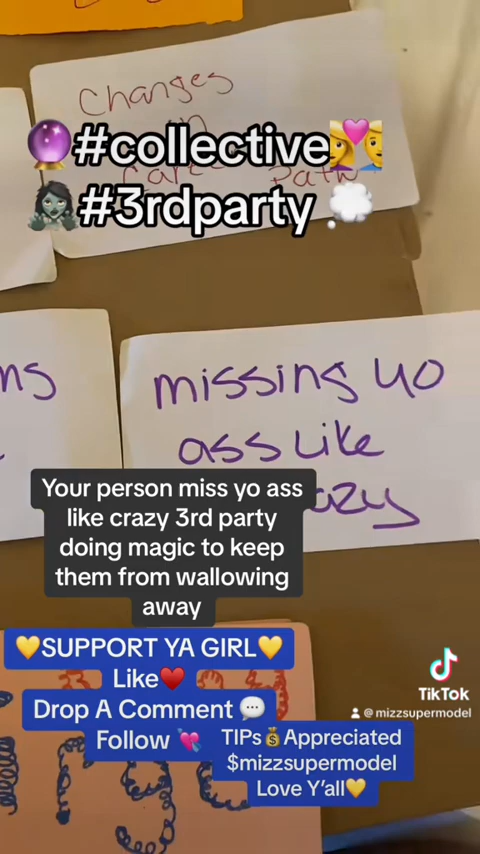 Changes
#collective
Path
#3rdparty
ns
missing yo
ass Like
Your person miss yo ass
like crazy 3rd party
doing magic to keep
them from wallowing
away
💛SUPPORT YA GIRL💛
Like♥️
Drop A Comment 💬
Follow 💘
TIPs💰Appreciated
$mizzsupermodel
Love Y'all💛
TikTok
@mizzsupermodel